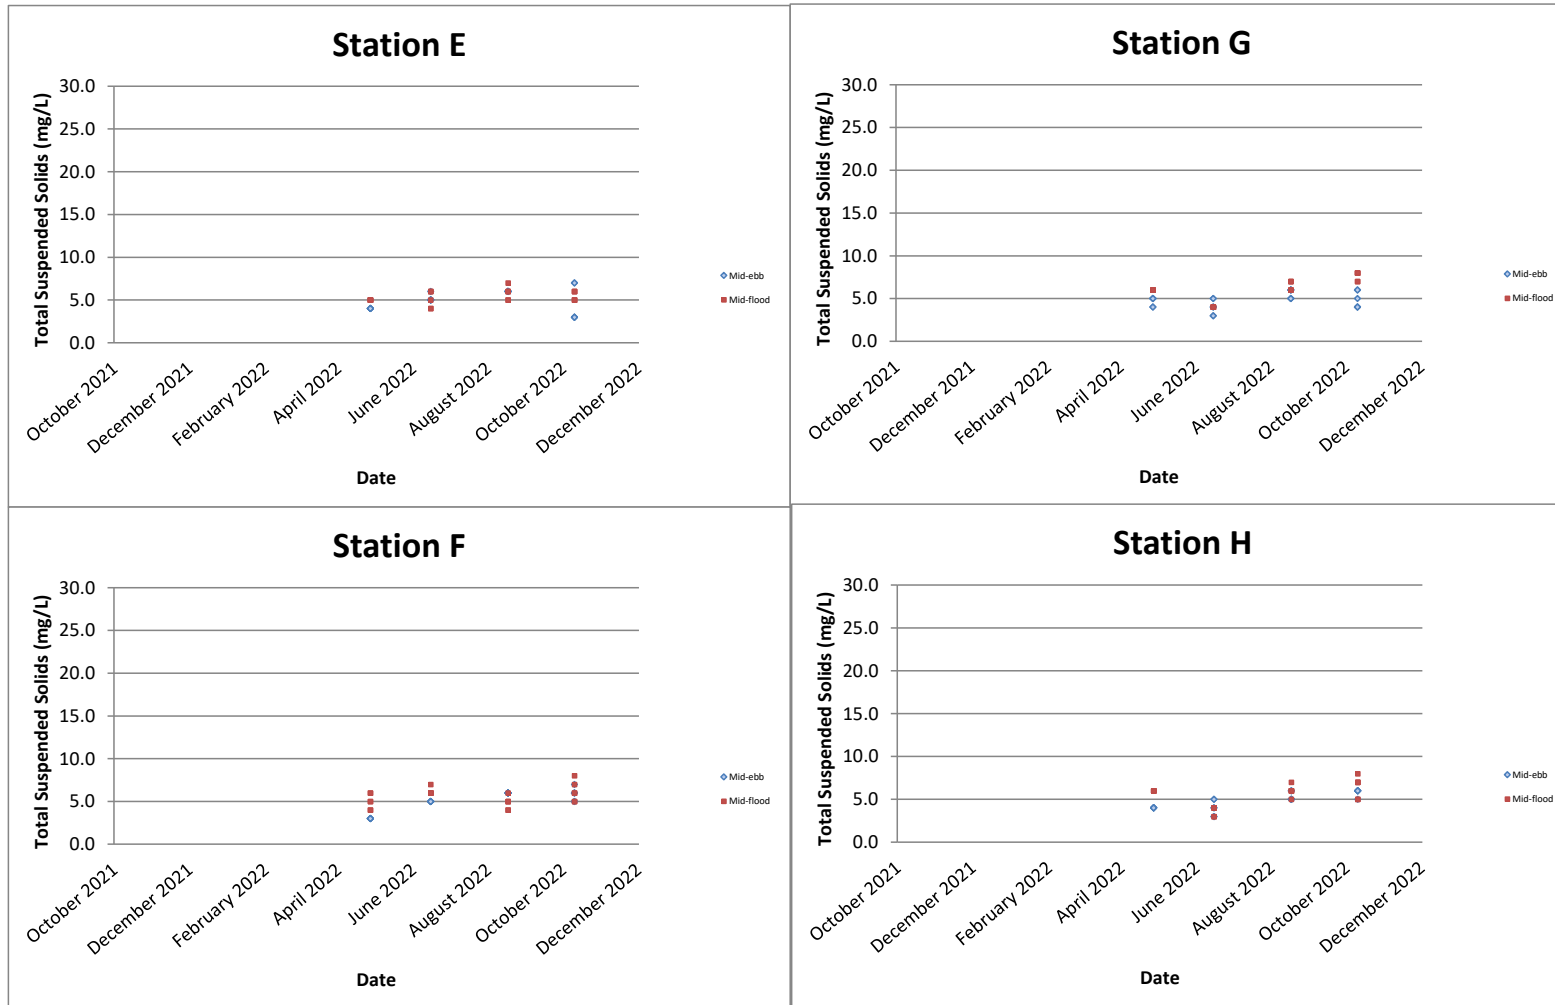 Station E
Total Suspended Solids (mg/L)
30.0
25.0
20.0
15.0
10.0
5.0
0.0
October 2021
December 2021
February 2022
April 2022
June 2022
August 2022
October 2022
December 2022
Date
Mid-ebb
Mid-flood
Station G
Total Suspended Solids (mg/L)
30.0
25.0
20.0
15.0
10.0
5.0
0.0
October 2021
December 2021
February 2022
April 2022
June 2022
August 2022
October 2022
December 2022
Date
Mid-ebb
Mid-flood
Station F
Total Suspended Solids (mg/L)
30.0
25.0
20.0
15.0
10.0
5.0
0.0
October 2021
December 2021
February 2022
April 2022
June 2022
August 2022
October 2022
December 2022
Date
Mid-ebb
Mid-flood
Station H
Total Suspended Solids (mg/L)
30.0
25.0
20.0
15.0
10.0
5.0
0.0
October 2021
December 2021
February 2022
April 2022
June 2022
August 2022
October 2022
December 2022
Date
Mid-ebb
Mid-flood